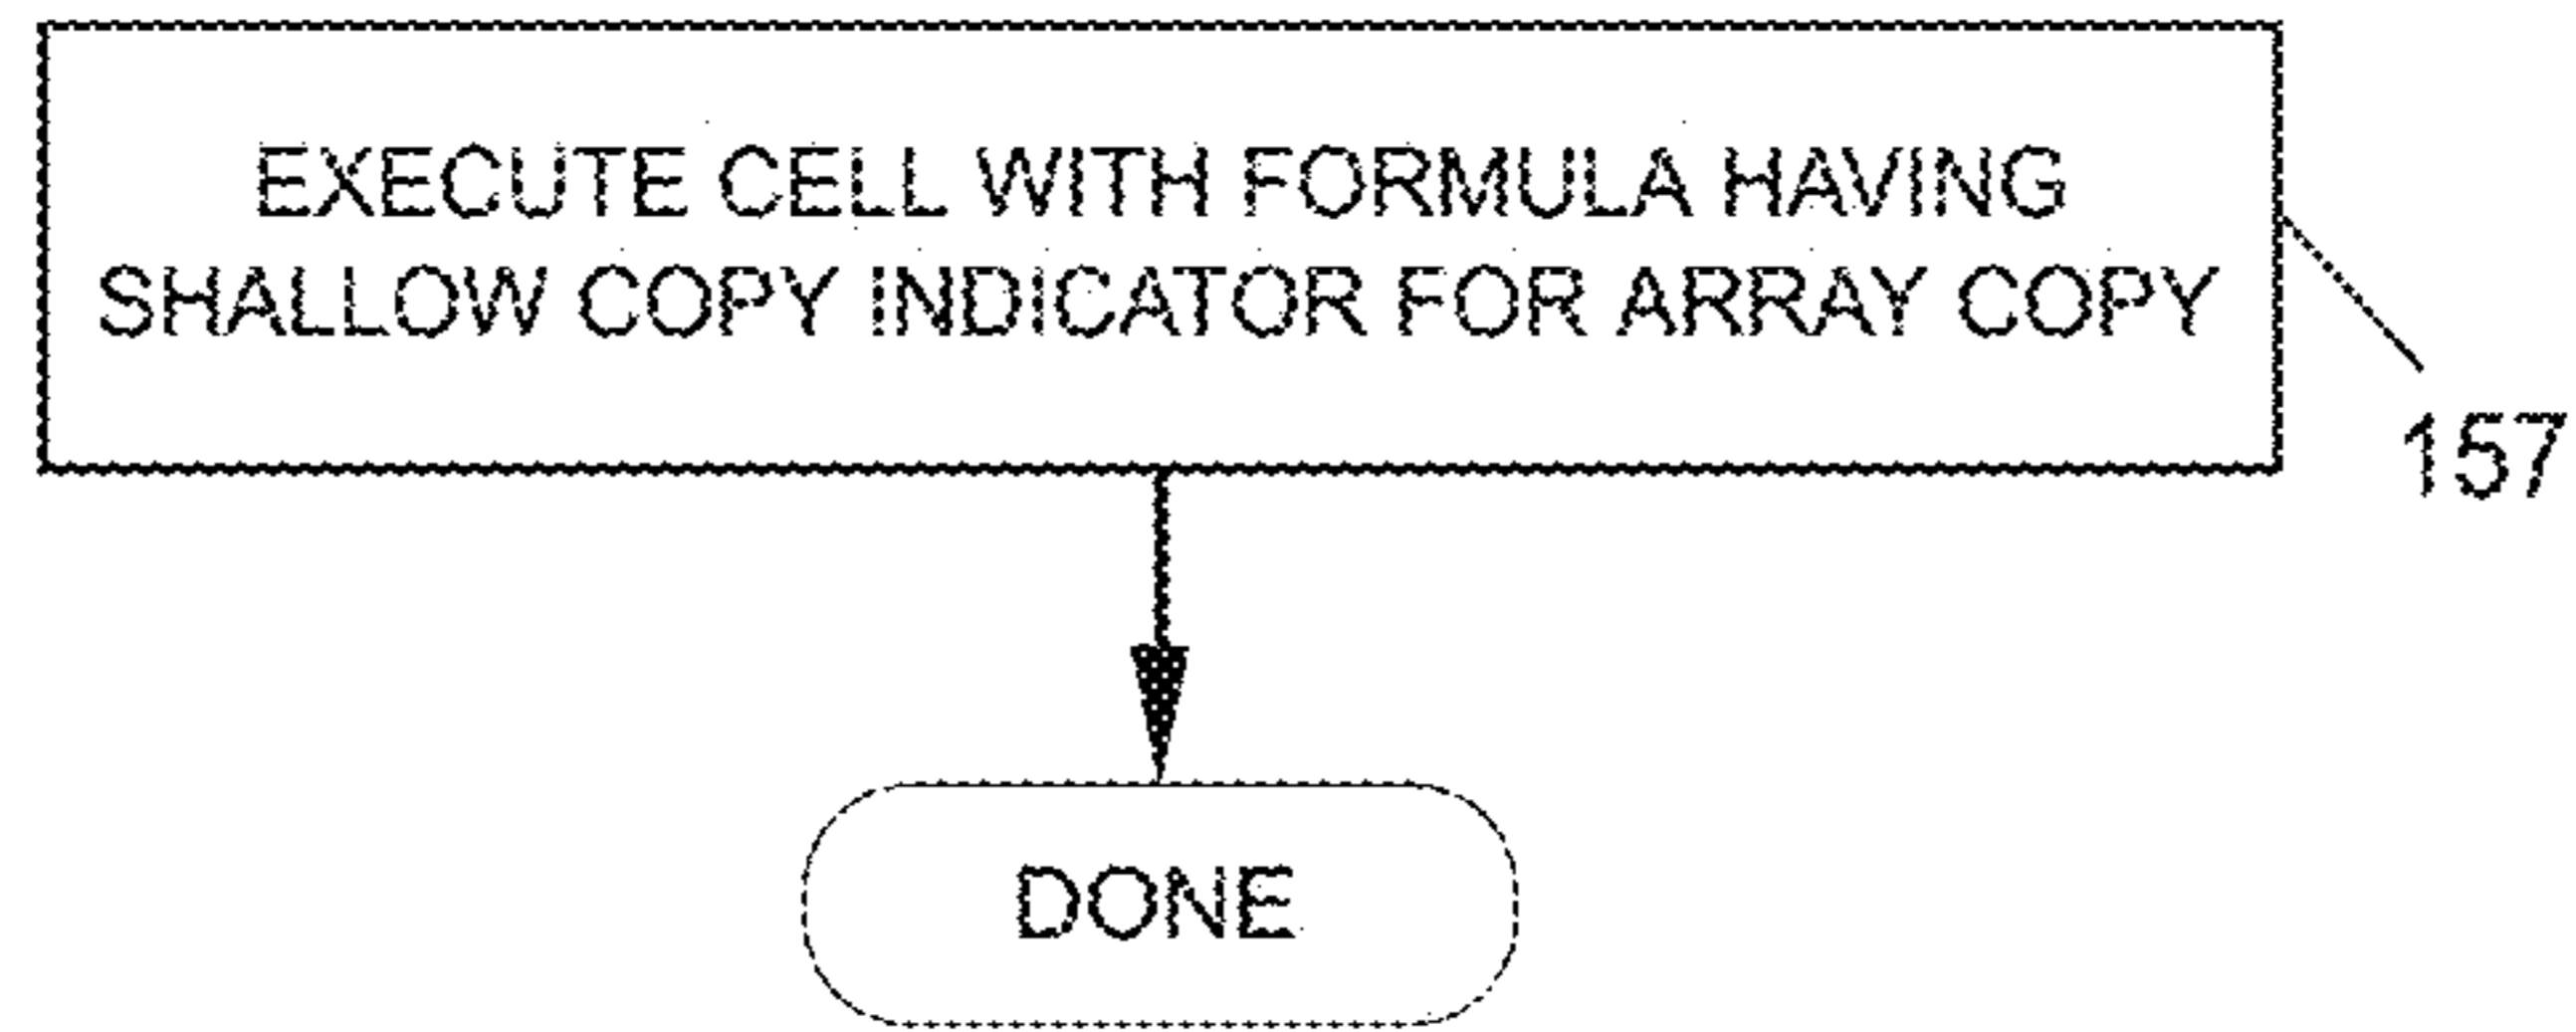 EXECUTE CELL WITH FORMULA HAVING
SHALLOW COPY INDICATOR FOR ARRAY COPY
157
DONE